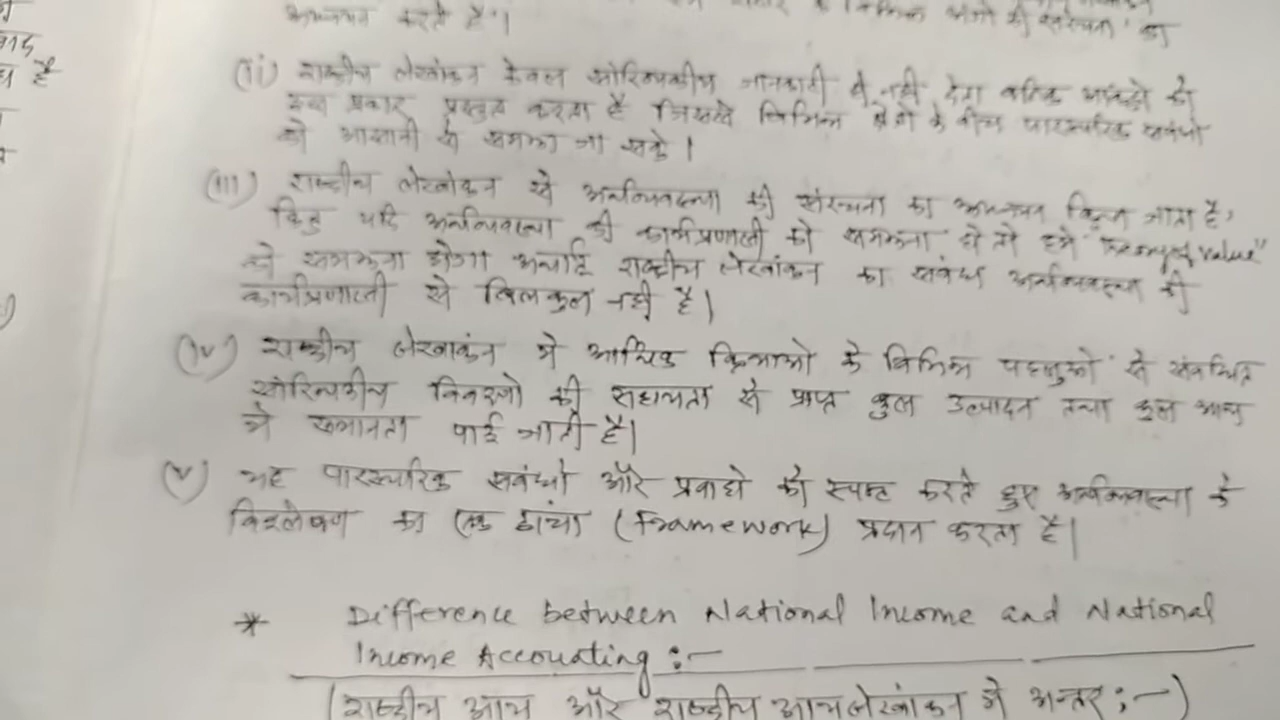 अध्ययन करते हैं।
(ii) राष्ट्रीय लेखांकन केवल सांख्यिकीय जानकारी ही नहीं देता बल्कि आंकड़ों को
इस प्रकार प्रस्तुत करता है जिससे विभिन्न क्षेत्रों के बीच पारस्परिक संबंधों
को आसानी से समझा जा सके।
(iii) राष्ट्रीय लेखांकन से अर्थव्यवस्था की संरचना का अध्ययन किया जाता है,
किंतु यदि अर्थव्यवस्था की कार्यप्रणाली को समझना हो तो हमें value"
को समझना होगा राष्ट्रीय लेखांकन का संबंध अर्थव्यवस्था की
कार्यप्रणाली से बिलकुल नहीं है।
(iv) राष्ट्रीय लेखांकन में आर्थिक क्रियाओं के विभिन्न पहलुओं से संबंधित
सांख्यिकीय विवरणों की सहायता से प्राप्त कुल उत्पादन तथा कुल आय
में समानता पाई जाती है।
(v) यह पारस्परिक संबंधों और प्रवाहों को स्पष्ट करते हुए अर्थव्यवस्था के
विश्लेषण का एक ढांचा (Framework) प्रदान करता है।
* Difference between National Income and National
Income Accounting :-
(राष्ट्रीय आय और राष्ट्रीय आय लेखांकन में अन्तर :-)